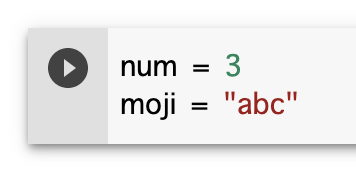 num = 3
moji = "abc"